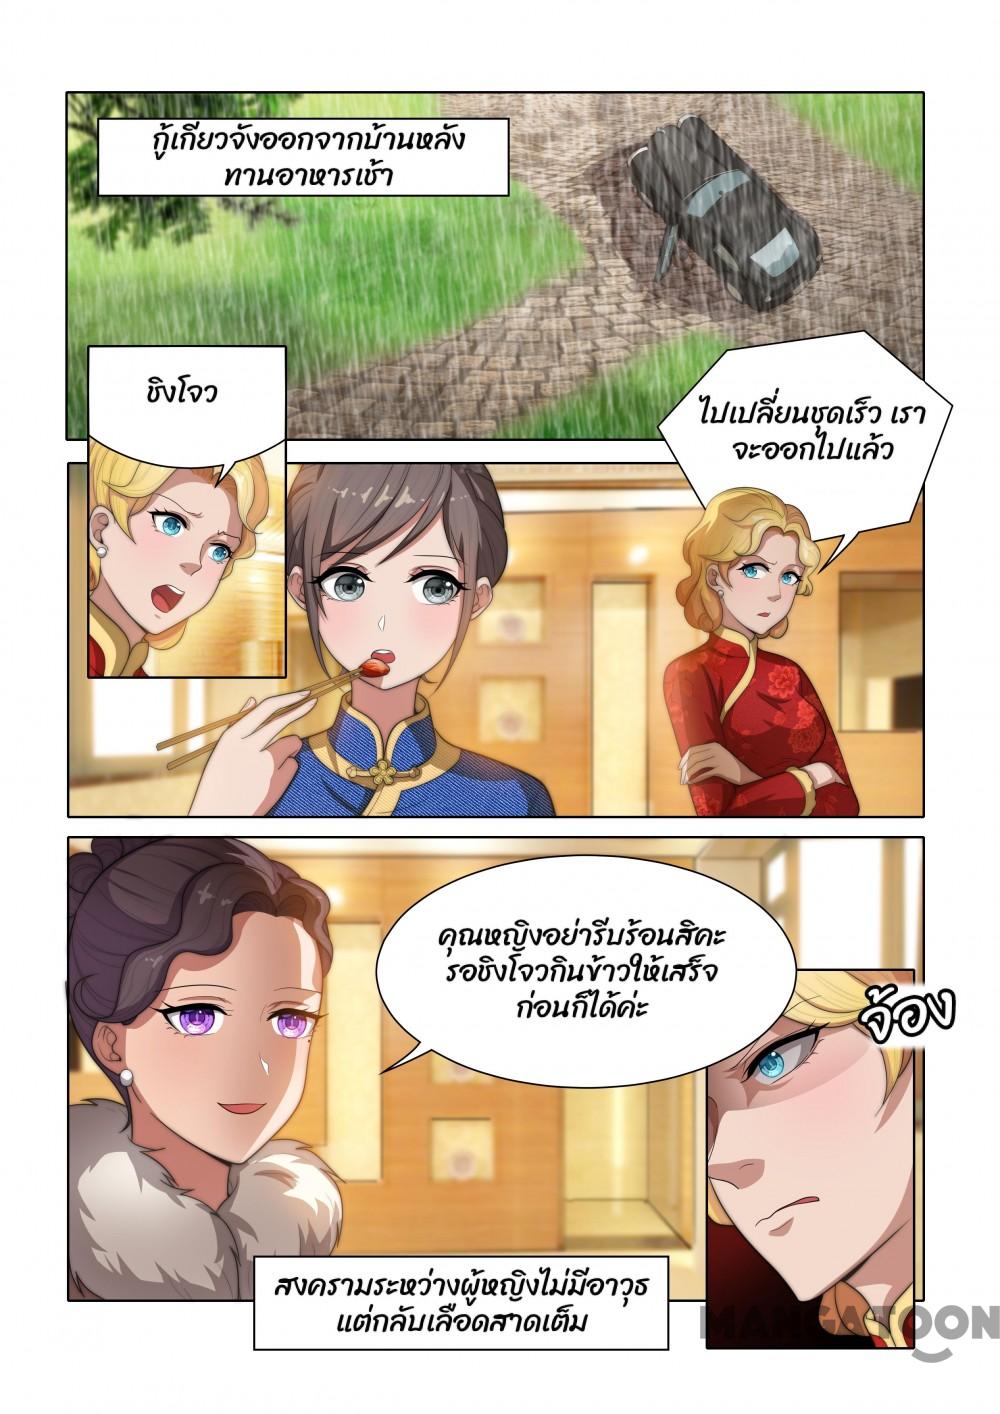 กู้เกียวจังออกจากบ้านหลัง
ทานอาหารเช้า
ชิงโจว
ไปเปลี่ยนชุดเร็ว เรา
จะออกไปแล้ว
คุณหญิงอย่ารีบร้อนสิคะ
รอชิงโจวกินข้าวให้เสร็จ
ก่อนก็ได้ค่ะ
จ้อง
สงครามระหว่างผู้หญิงไม่มีอาวุธ
แต่กลับเลือดสาดเต็ม
MANGATOON